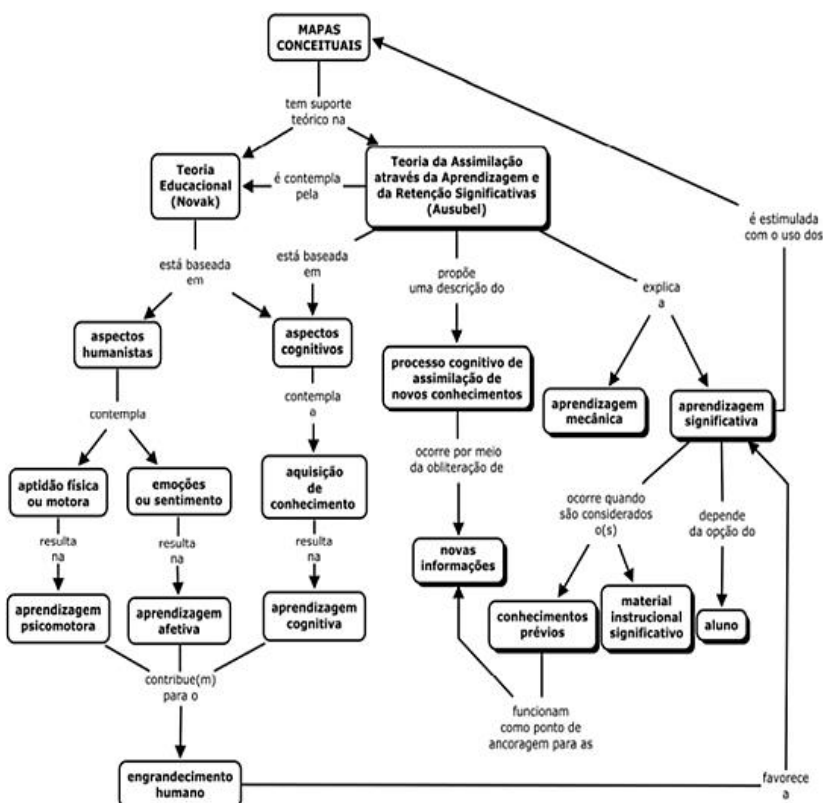 MAPAS
CONCEITUAIS
tem suporte
teórico na
Teoria
Educacional
(Novak)
é contempla
pela
Teoria da Assimilação
através da Aprendizagem e
da Retenção Significativas
(Ausubel)
é estimulada
com o uso dos
está baseada
em
está baseada
em
propõe
uma descrição do
explica
a
aspectos
humanistas
aspectos
cognitivos
processo cognitivo de
assimilação de
novos conhecimentos
aprendizagem
mecânica
aprendizagem
significativa
contempla
contempla
a
ocorre por meio
da obliteração de
aptidão física
ou motora
emoções
ou sentimento
aquisição
de
conhecimento
ocorre quando
são considerados
o(s)
depende
da opção do
resulta
na
resulta
na
resulta
na
novas
informações
aprendizagem
psicomotora
aprendizagem
afetiva
aprendizagem
cognitiva
conhecimentos
prévios
material
instrucional
significativo
aluno
contribue(m)
para o
funcionam
como ponto de
ancoragem para as
engrandecimento
humano
favorece
a